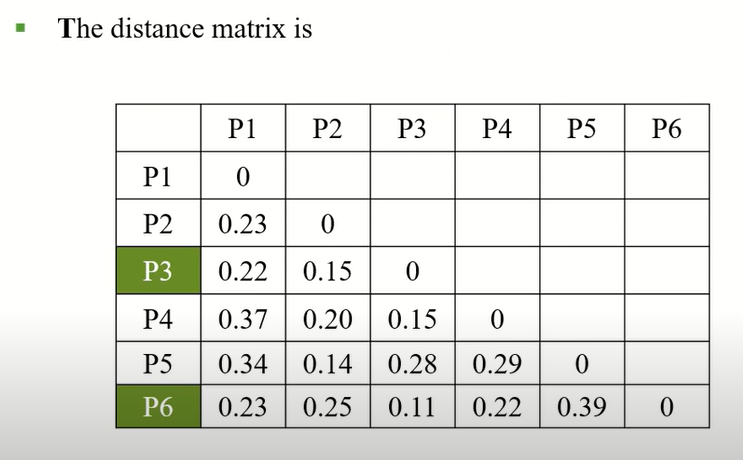 The distance matrix is
P1 P2 P3 P4 P5 P6
P1 0
P2 0.23 0
P3 0.22 0.15 0
P4 0.37 0.20 0.15 0
P5 0.34 0.14 0.28 0.29 0
P6 0.23 0.25 0.11 0.22 0.39 0